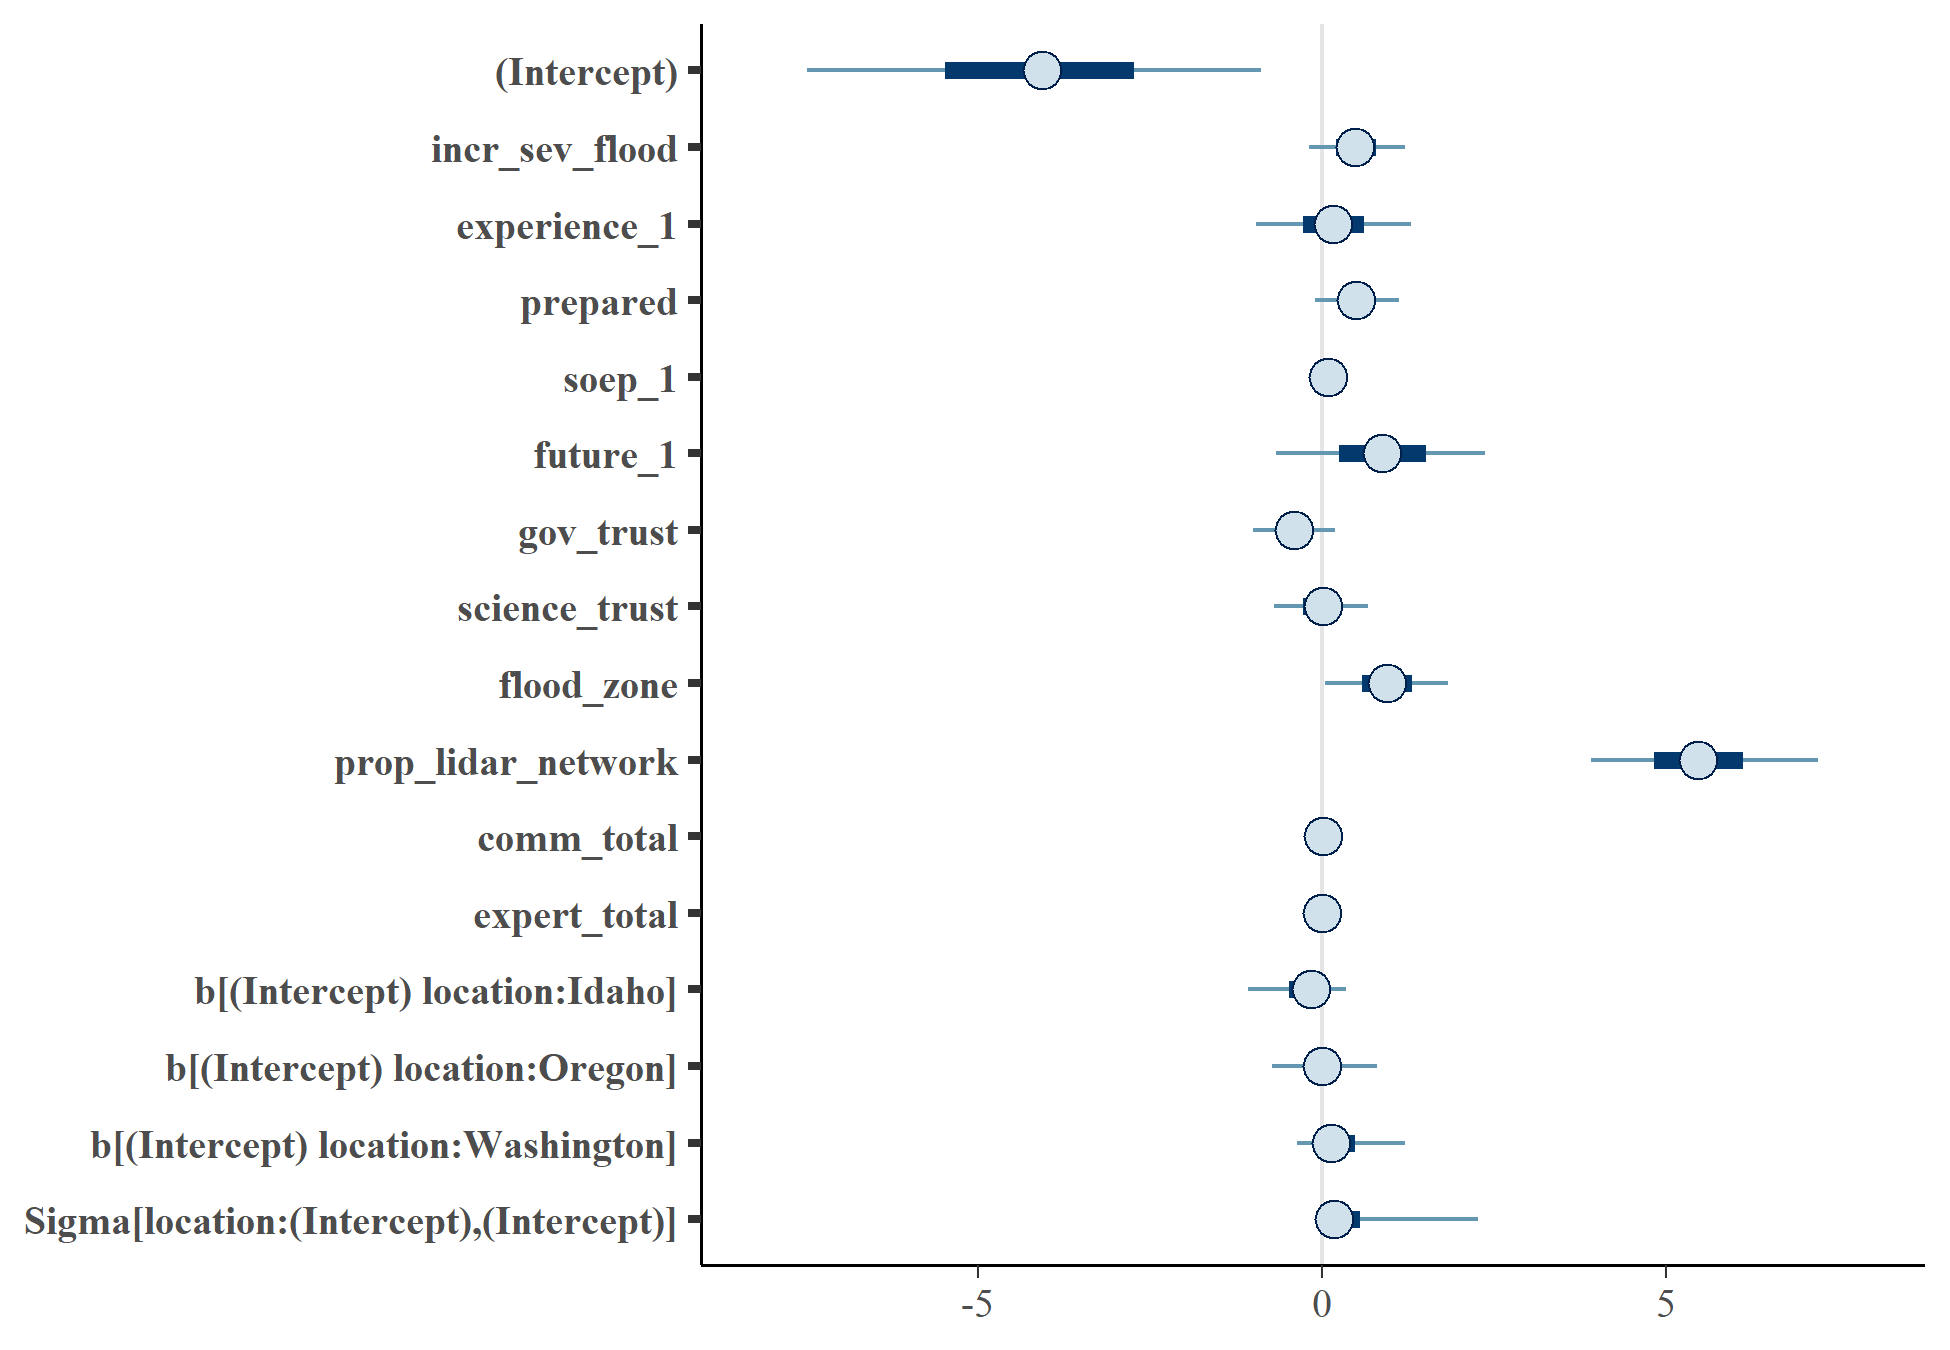 (Intercept)
incr_sev_flood
experience_1
prepared
soep_1
future_1
gov_trust
science_trust
flood_zone
prop_lidar_network
comm_total
expert_total
b[(Intercept) location:Idaho]
b[(Intercept) location:Oregon]
b[(Intercept) location:Washington]
Sigma[location:(Intercept),(Intercept)]
-5 0 5